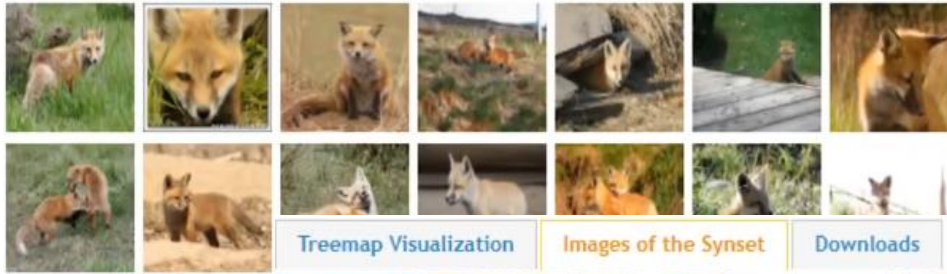 Treemap Visualization
Images of the Synset
Downloads